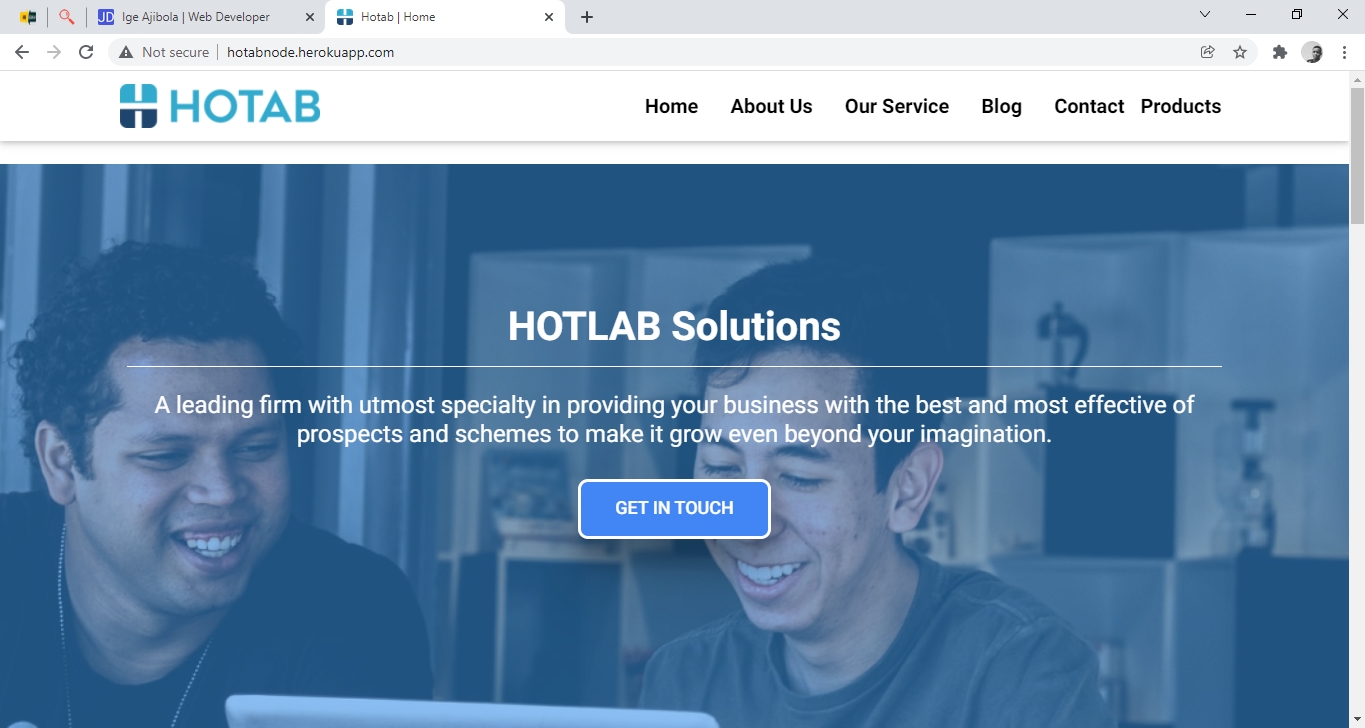 JD Ige Ajibola | Web Developer
Hotab | Home
Not secure hotabnode.herokuapp.com
HOTAB
Home About Us Our Service Blog Contact Products
HOTLAB Solutions
A leading firm with utmost specialty in providing your business with the best and most effective of
prospects and schemes to make it grow even beyond your imagination.
GET IN TOUCH